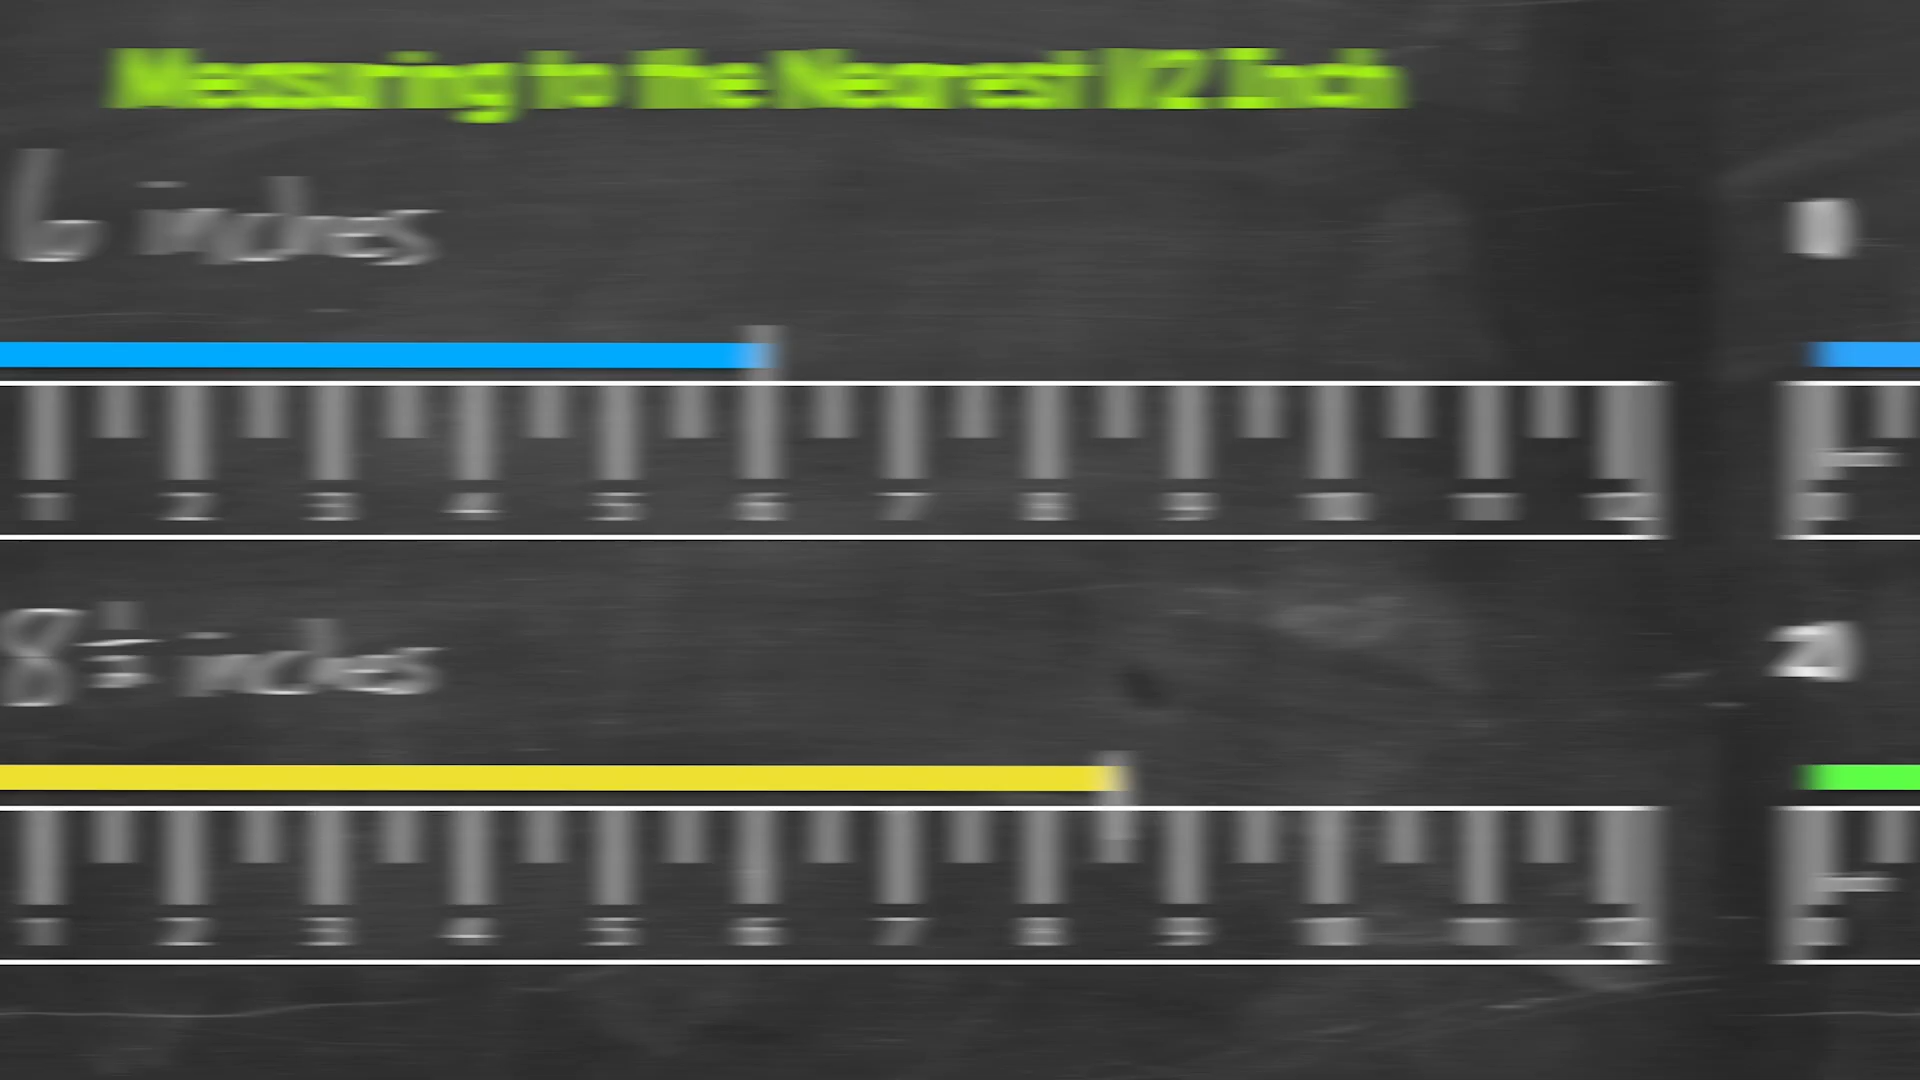 Measuring to the Nearest 1/2 Inch
6 inches
1 2 3 4 5 6 7 8 9 10 11 12
8 1/2 inches
1 2 3 4 5 6 7 8 9 10 11 12